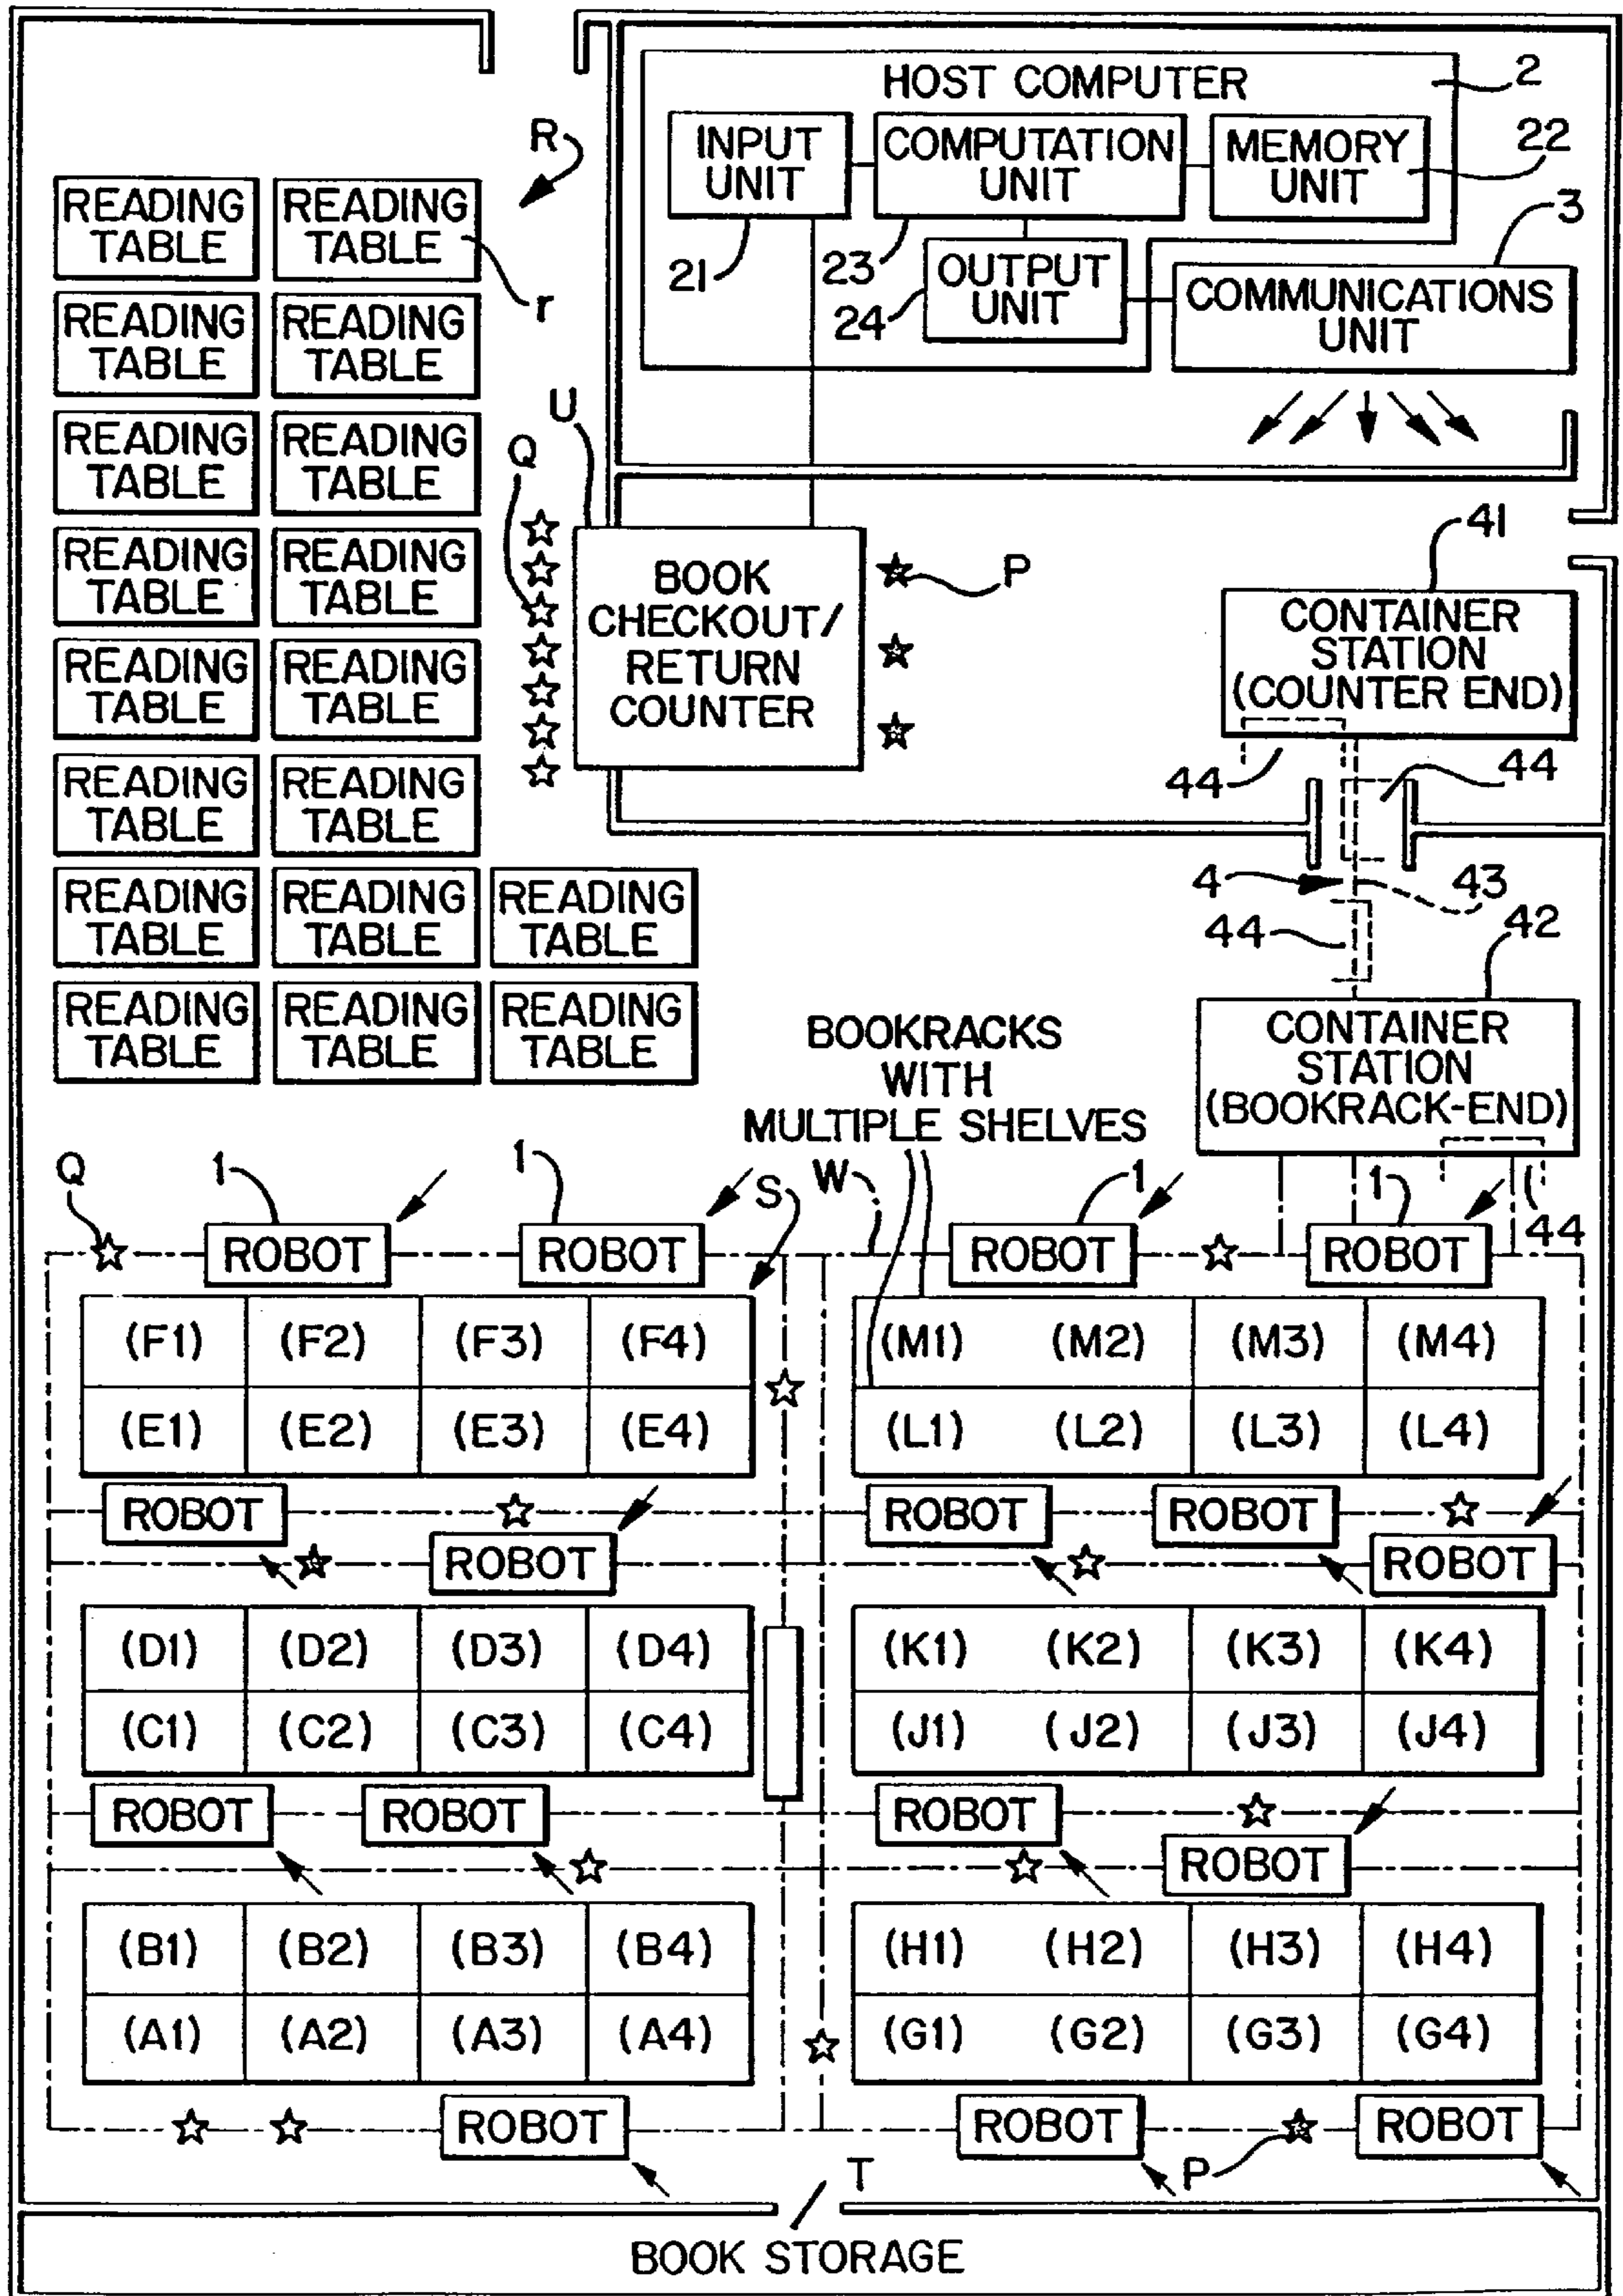 HOST COMPUTER
2
INPUT
UNIT
COMPUTATION
UNIT
MEMORY
UNIT
22
R
3
21
23
OUTPUT
UNIT
24
COMMUNICATIONS
UNIT
READING
TABLE
READING
TABLE
r
READING
TABLE
READING
TABLE
READING
TABLE
READING
TABLE
READING
TABLE
READING
TABLE
READING
TABLE
READING
TABLE
READING
TABLE
READING
TABLE
READING
TABLE
READING
TABLE
READING
TABLE
READING
TABLE
READING
TABLE
READING
TABLE
U
Q
BOOK
CHECKOUT/
RETURN
COUNTER
P
41
CONTAINER
STATION
(COUNTER END)
44
44
4
43
44
42
CONTAINER
STATION
(BOOKRACK-END)
BOOKRACKS
WITH
MULTIPLE SHELVES
Q
1
1
S
W
1
1
44
ROBOT ROBOT ROBOT ROBOT
(F1) (F2) (F3) (F4) (M1) (M2) (M3) (M4)
(E1) (E2) (E3) (E4) (L1) (L2) (L3) (L4)
ROBOT ROBOT ROBOT
ROBOT ROBOT
(D1) (D2) (D3) (D4) (K1) (K2) (K3) (K4)
(C1) (C2) (C3) (C4) (J1) (J2) (J3) (J4)
ROBOT ROBOT ROBOT
ROBOT
(B1) (B2) (B3) (B4) (H1) (H2) (H3) (H4)
(A1) (A2) (A3) (A4) (G1) (G2) (G3) (G4)
ROBOT ROBOT ROBOT
T
P
BOOK STORAGE